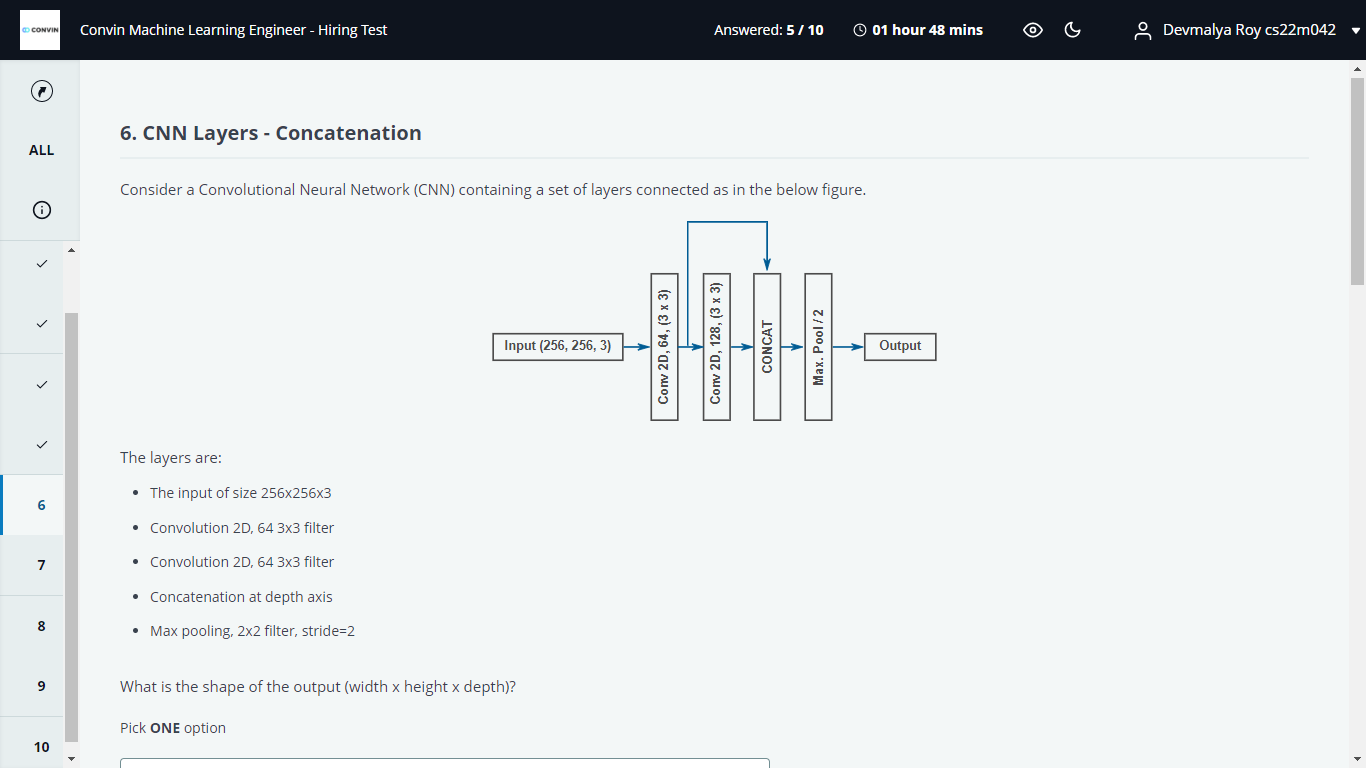 CONVIN
Convin Machine Learning Engineer - Hiring Test
Answered: 5 / 10
01 hour 48 mins
Devmalya Roy cs22m042
ALL
6
7
8
9
10
6. CNN Layers - Concatenation
Consider a Convolutional Neural Network (CNN) containing a set of layers connected as in the below figure.
Input (256, 256, 3)
Conv 2D, 64, (3 x 3)
Conv 2D, 128, (3 x 3)
CONCAT
Max. Pool / 2
Output
The layers are:
• The input of size 256x256x3
• Convolution 2D, 64 3x3 filter
• Convolution 2D, 64 3x3 filter
• Concatenation at depth axis
• Max pooling, 2x2 filter, stride=2
What is the shape of the output (width x height x depth)?
Pick ONE option